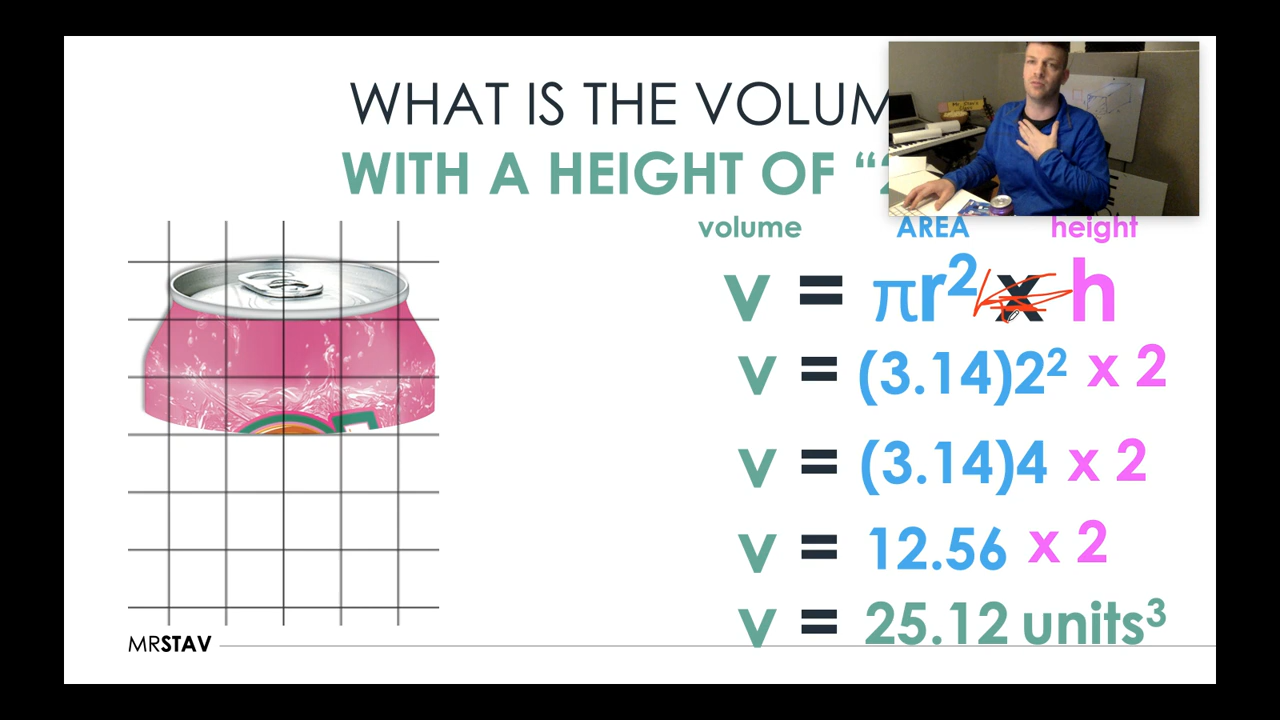 WHAT IS THE VOLUM
WITH A HEIGHT OF “2
volume AREA height
v = πr² x h
v = (3.14)2² x 2
v = (3.14)4 x 2
v = 12.56 x 2
v = 25.12 units³
MRSTAV